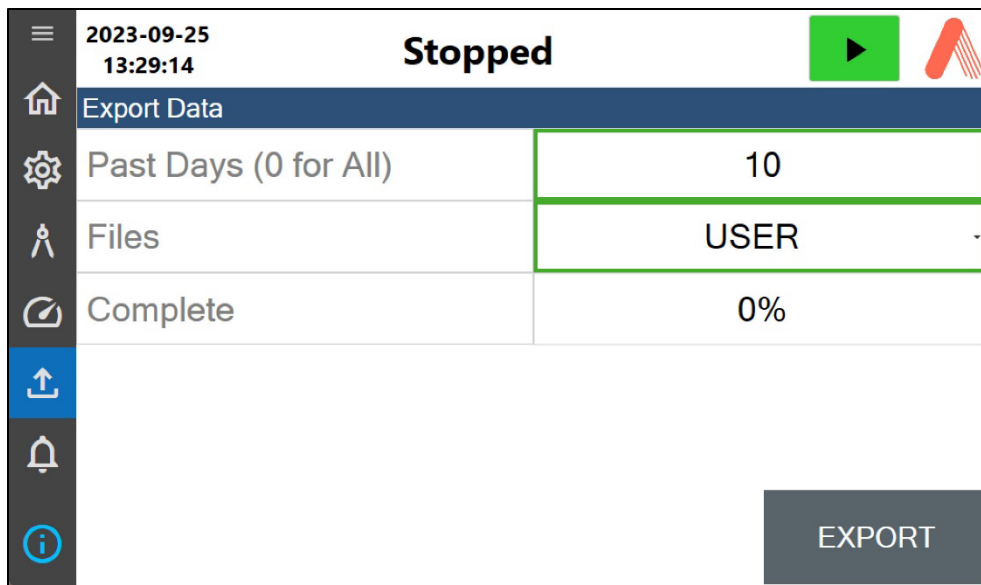 2023-09-25
13:29:14
Stopped
Export Data
Past Days (0 for All)
10
Files
USER
Complete
0%
EXPORT